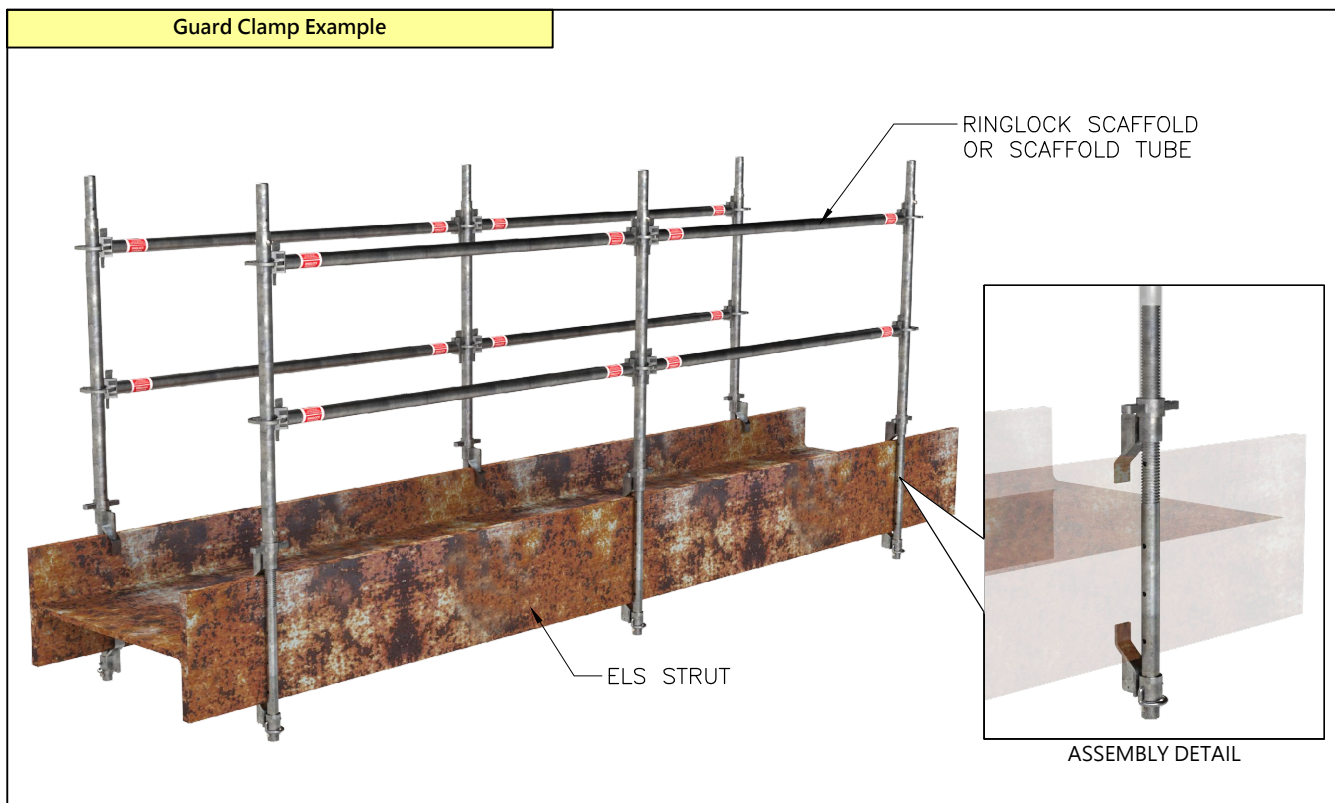 Guard Clamp Example
RINGLOCK SCAFFOLD
OR SCAFFOLD TUBE
ELS STRUT
ASSEMBLY DETAIL